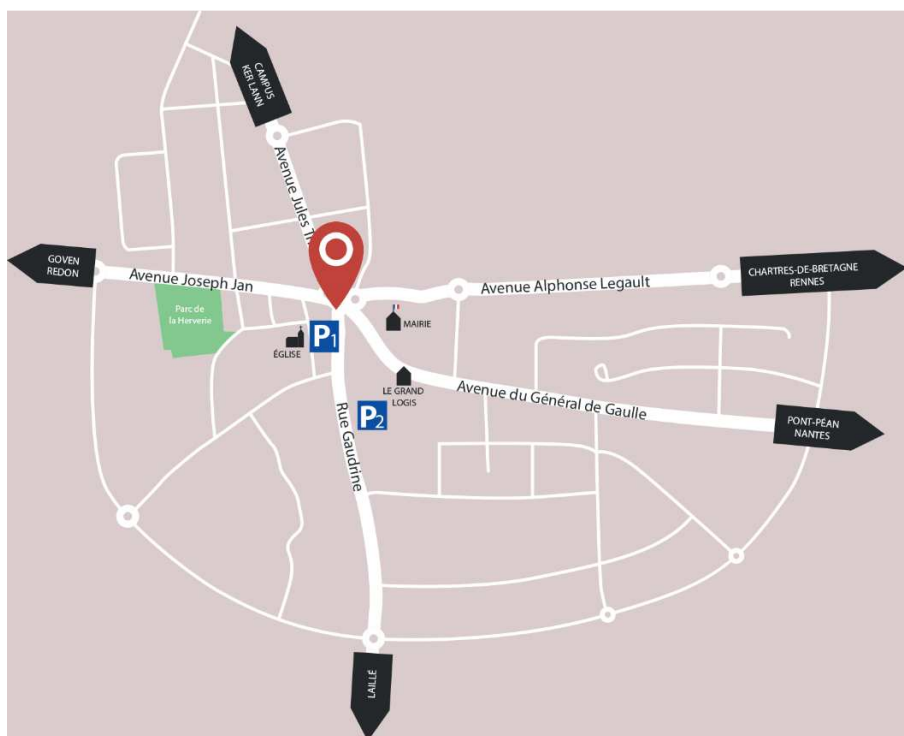 CAMPUS
KER LANN
Avenue Jules
GOVEN
REDON
Avenue Joseph Jan
Avenue Alphonse Legault
CHARTRES-DE-BRETAGNE
RENNES
Parc de
la Herverie
ÉGLISE
P1
MAIRIE
LE GRAND
LOGIS
Avenue du Général de Gaulle
PONT-PÉAN
NANTES
P2
Rue Gaudrine
LAILLÉ